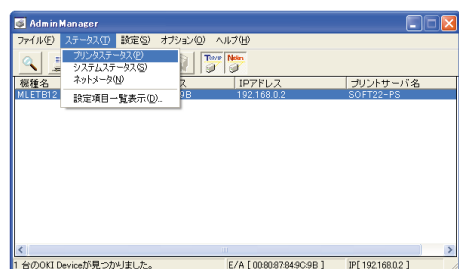 AdminManager
ファイル(F) ステータス(T) 設定(S) オプション(O) ヘルプ(H)
プリンタステータス(P)
システムステータス(S)
ネットメータ(N)
設定項目一覧表示(D)...
機種名 ス IPアドレス プリントサーバ名
MLETB12 9B 192.168.0.2 SOFT22-PS
1 台のOKI Deviceが見つかりました。 E/A [ 00:80:87:84:9C:9B ] IP[ 192.168.0.2 ]